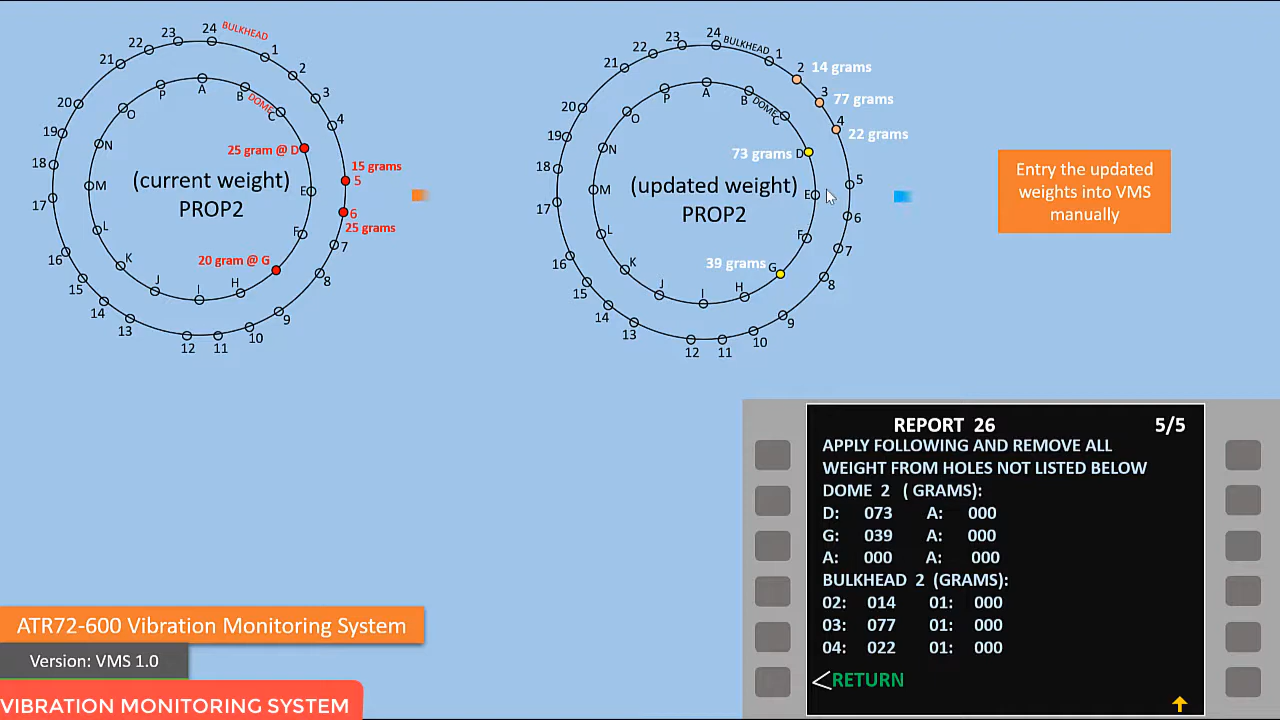 BULKHEAD
24
1
2
3
4
15 grams
5
6
25 grams
7
8
9
10
11
12
13
14
15
16
17
18
19
20
21
22
23
DOME
A
B
C
25 gram @ D
E
F
20 gram @ G
H
I
J
K
L
M
N
O
P
(current weight)
PROP2
BULKHEAD
24
1
2
14 grams
3
77 grams
4
22 grams
5
6
7
8
9
10
11
12
13
14
15
16
17
18
19
20
21
22
23
DOME
A
B
C
73 grams D
E
F
39 grams G
H
I
J
K
L
M
N
O
P
(updated weight)
PROP2
Entry the updated
weights into VMS
manually
REPORT 26 5/5
APPLY FOLLOWING AND REMOVE ALL
WEIGHT FROM HOLES NOT LISTED BELOW
DOME 2 ( GRAMS):
D: 073 A: 000
G: 039 A: 000
A: 000 A: 000
BULKHEAD 2 (GRAMS):
02: 014 01: 000
03: 077 01: 000
04: 022 01: 000
<RETURN
ATR72-600 Vibration Monitoring System
Version: VMS 1.0
VIBRATION MONITORING SYSTEM